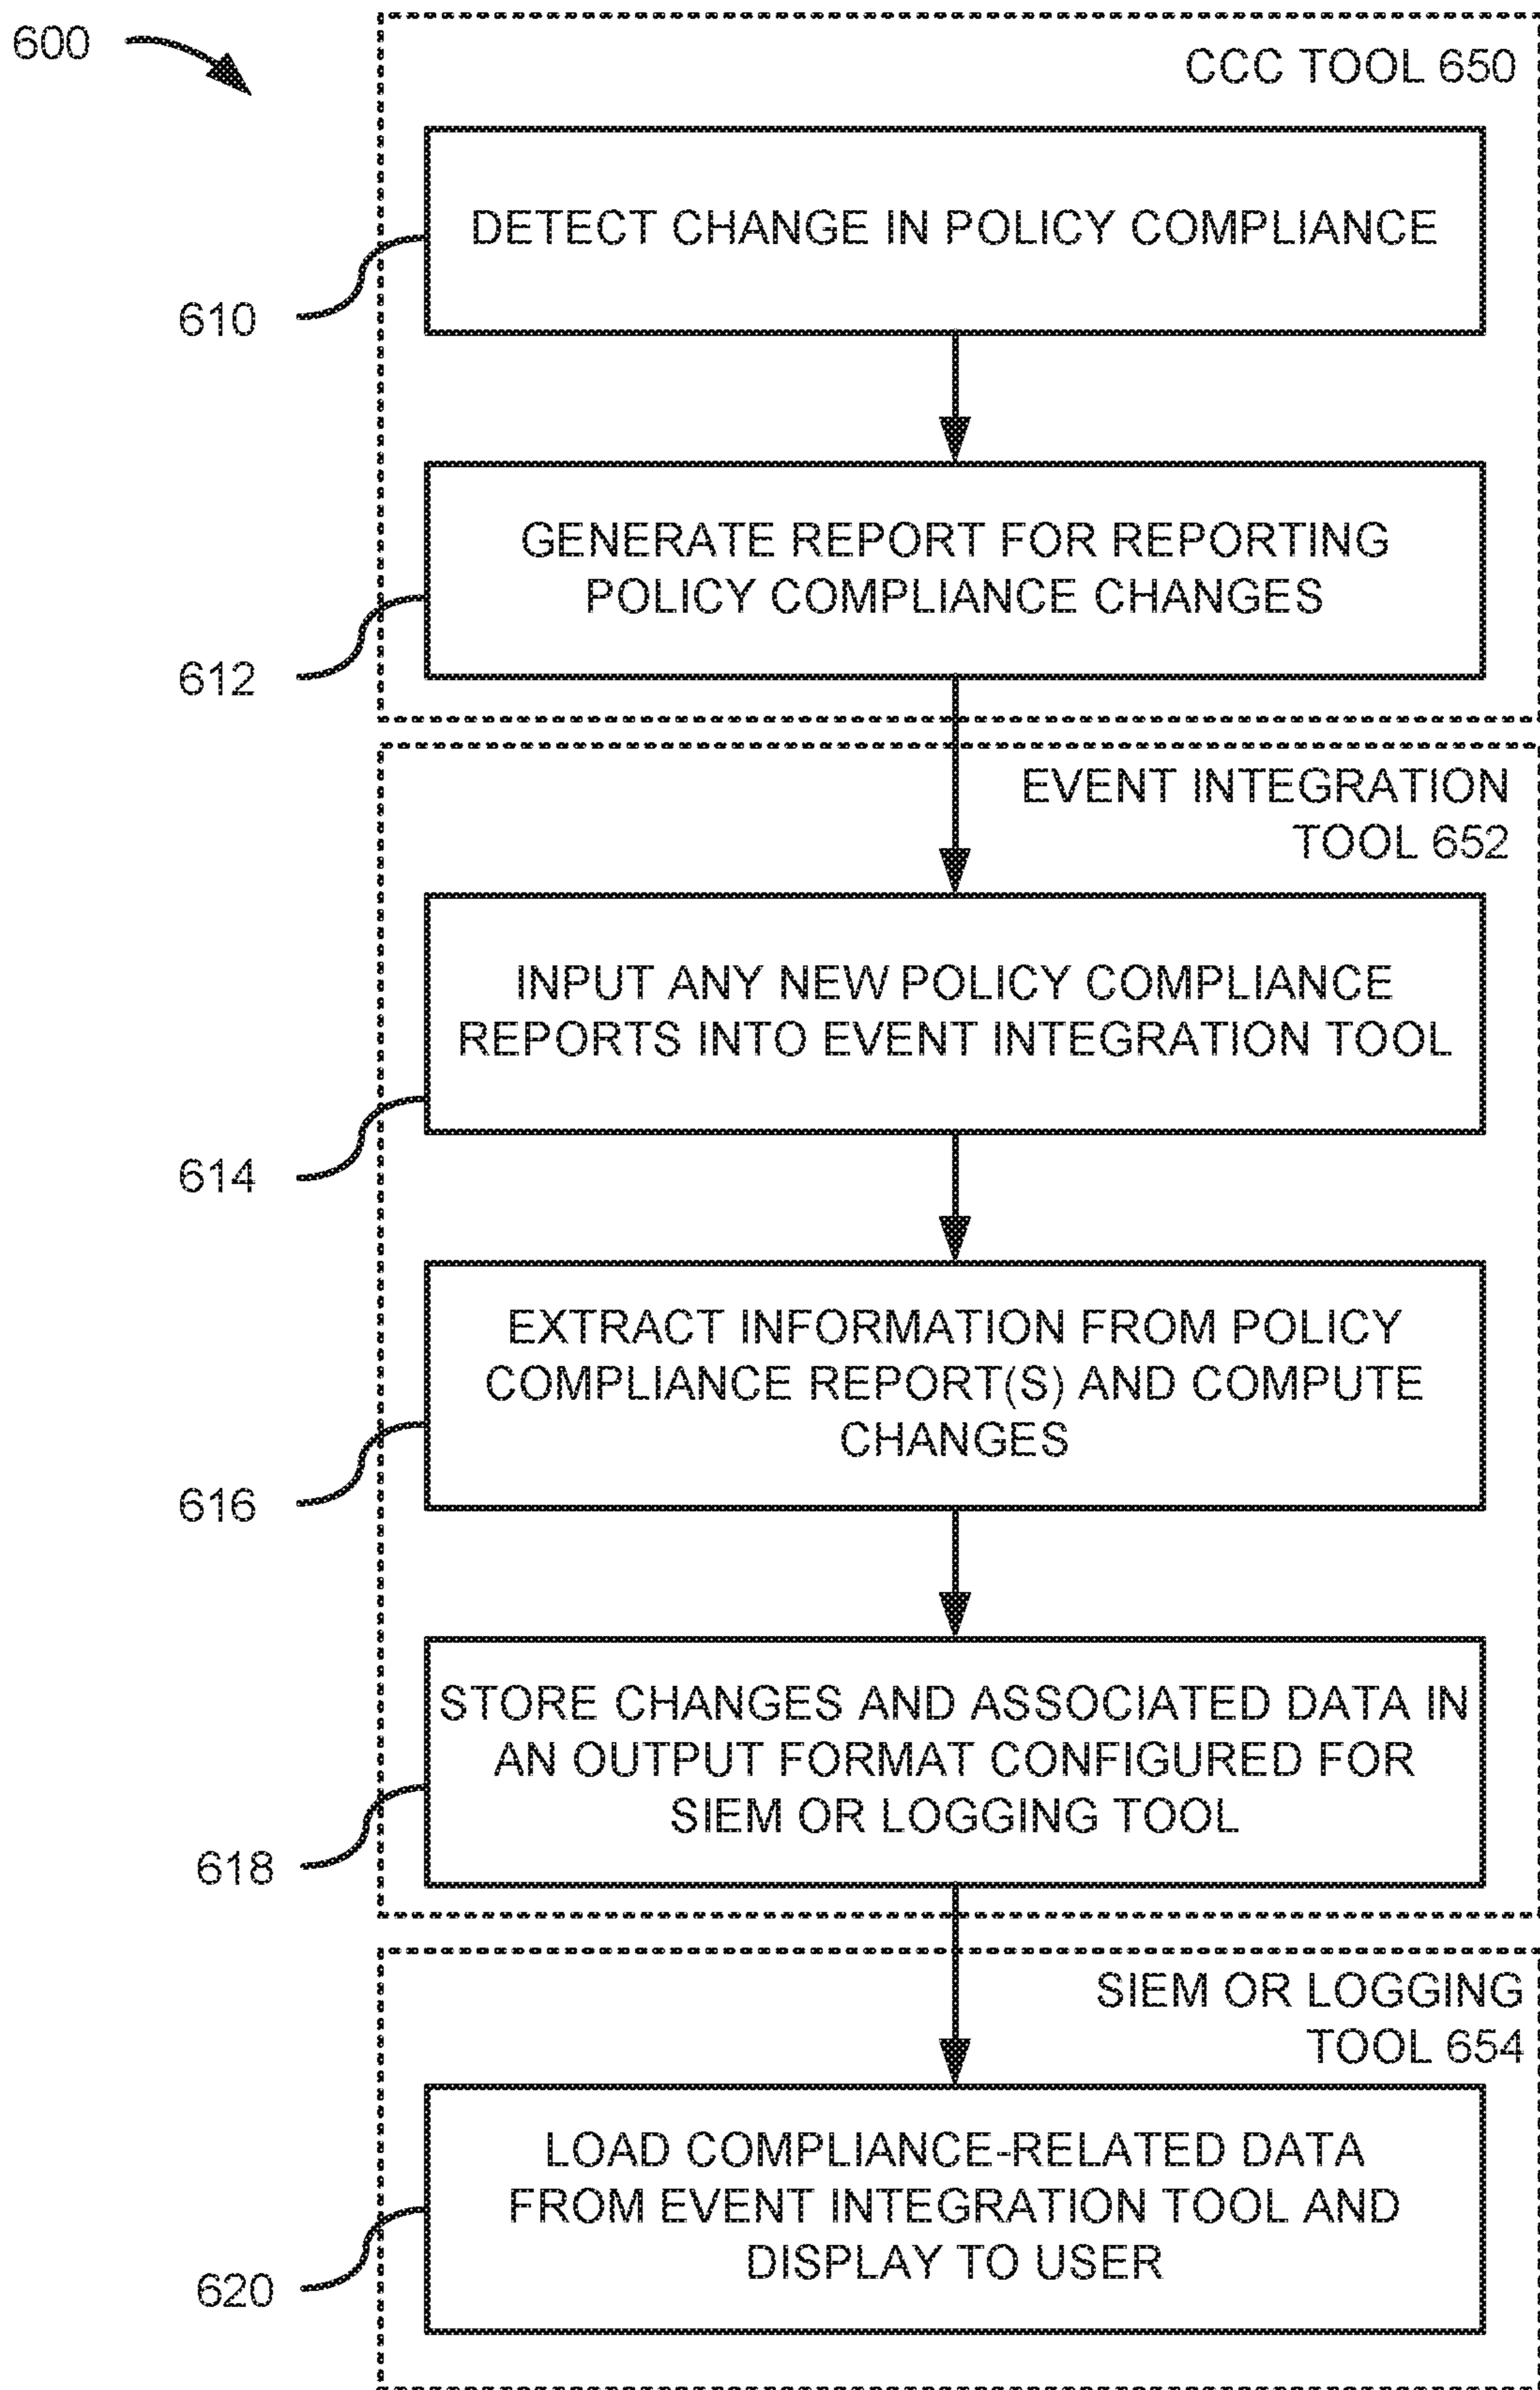 600
CCC TOOL 650
DETECT CHANGE IN POLICY COMPLIANCE
610
GENERATE REPORT FOR REPORTING
POLICY COMPLIANCE CHANGES
612
EVENT INTEGRATION
TOOL 652
INPUT ANY NEW POLICY COMPLIANCE
REPORTS INTO EVENT INTEGRATION TOOL
614
EXTRACT INFORMATION FROM POLICY
COMPLIANCE REPORT(S) AND COMPUTE
CHANGES
616
STORE CHANGES AND ASSOCIATED DATA IN
AN OUTPUT FORMAT CONFIGURED FOR
SIEM OR LOGGING TOOL
618
SIEM OR LOGGING
TOOL 654
LOAD COMPLIANCE-RELATED DATA
FROM EVENT INTEGRATION TOOL AND
DISPLAY TO USER
620